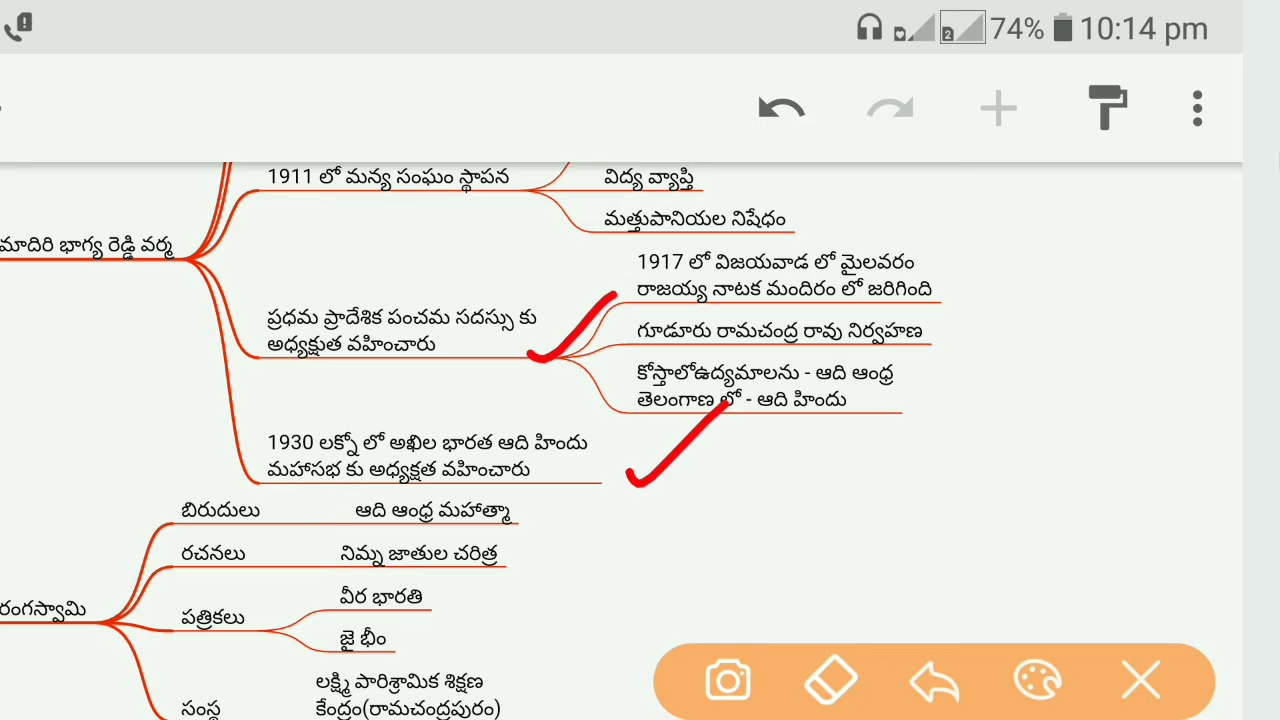 74% 10:14 pm
1911 లో మన్య సంఘం స్థాపన
విద్య వ్యాప్తి
మత్తుపానియల నిషేధం
మాదిరి భాగ్య రెడ్డి వర్మ
1917 లో విజయవాడ లో మైలవరం
రాజయ్య నాటక మందిరం లో జరిగింది
ప్రధమ ప్రాదేశిక పంచమ సదస్సు కు
అధ్యక్షుత వహించారు
గూడూరు రామచంద్ర రావు నిర్వహణ
కోస్తాలోఉద్యమాలను - ఆది ఆంధ్ర
తెలంగాణ లో - ఆది హిందు
1930 లక్నో లో అఖిల భారత ఆది హిందు
మహాసభ కు అధ్యక్షత వహించారు
బిరుదులు ఆది ఆంధ్ర మహాత్మా
రచనలు నిమ్న జాతుల చరిత్ర
రంగస్వామి
పత్రికలు
వీర భారతి
జై భీం
సంస్థ
లక్ష్మి పారిశ్రామిక శిక్షణ
కేంద్రం(రామచంద్రపురం)